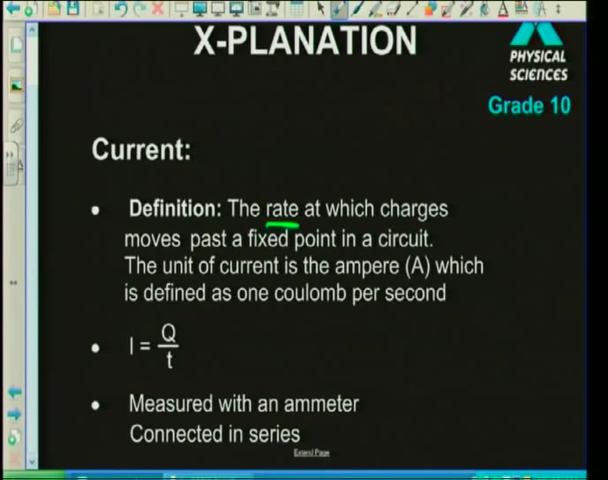 X-PLANATION
PHYSICAL
SCIENCES
Grade 10
Current:
• Definition: The rate at which charges
moves past a fixed point in a circuit.
The unit of current is the ampere (A) which
is defined as one coulomb per second
• I = Q/t
• Measured with an ammeter
Connected in series
Extend Page